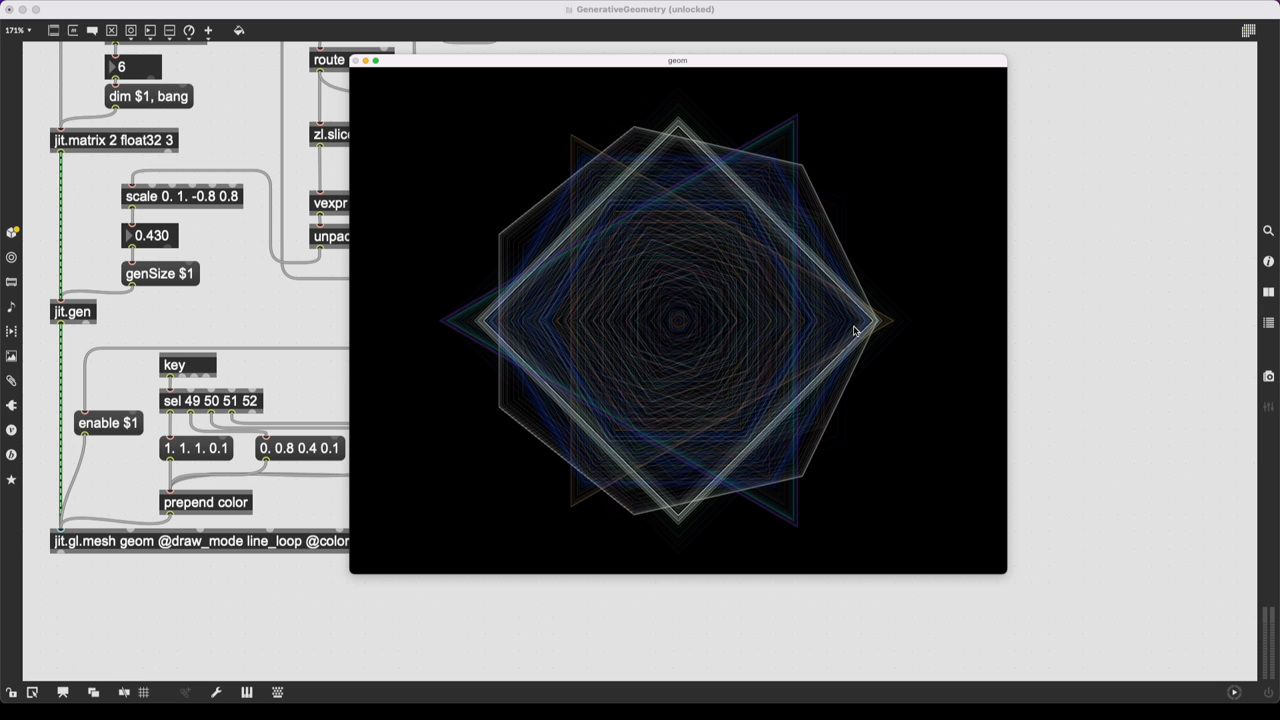 GenerativeGeometry (unlocked)
171%
6
dim $1, bang
jit.matrix 2 float32 3
scale 0. 1. -0.8 0.8
0.430
genSize $1
jit.gen
key
sel 49 50 51 52
enable $1
1. 1. 1. 0.1
0. 0.8 0.4 0.1
prepend color
jit.gl.mesh geom @draw_mode line_loop @color
route
zl.slic
vexpr
unpac
geom